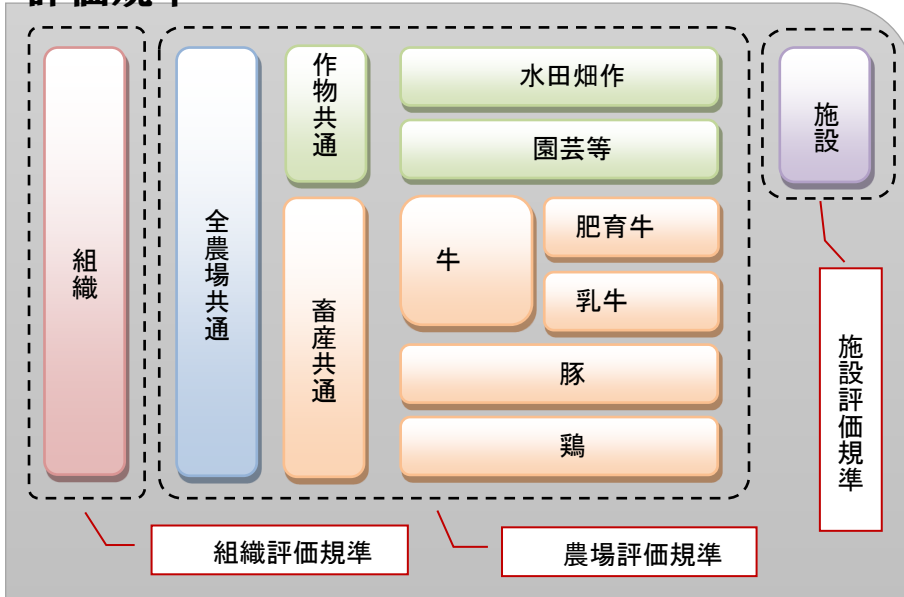 評価規準
組織
全農場共通
作物共通
畜産共通
水田畑作
園芸等
牛
肥育牛
乳牛
豚
鶏
施設
組織評価規準
農場評価規準
施設評価規準